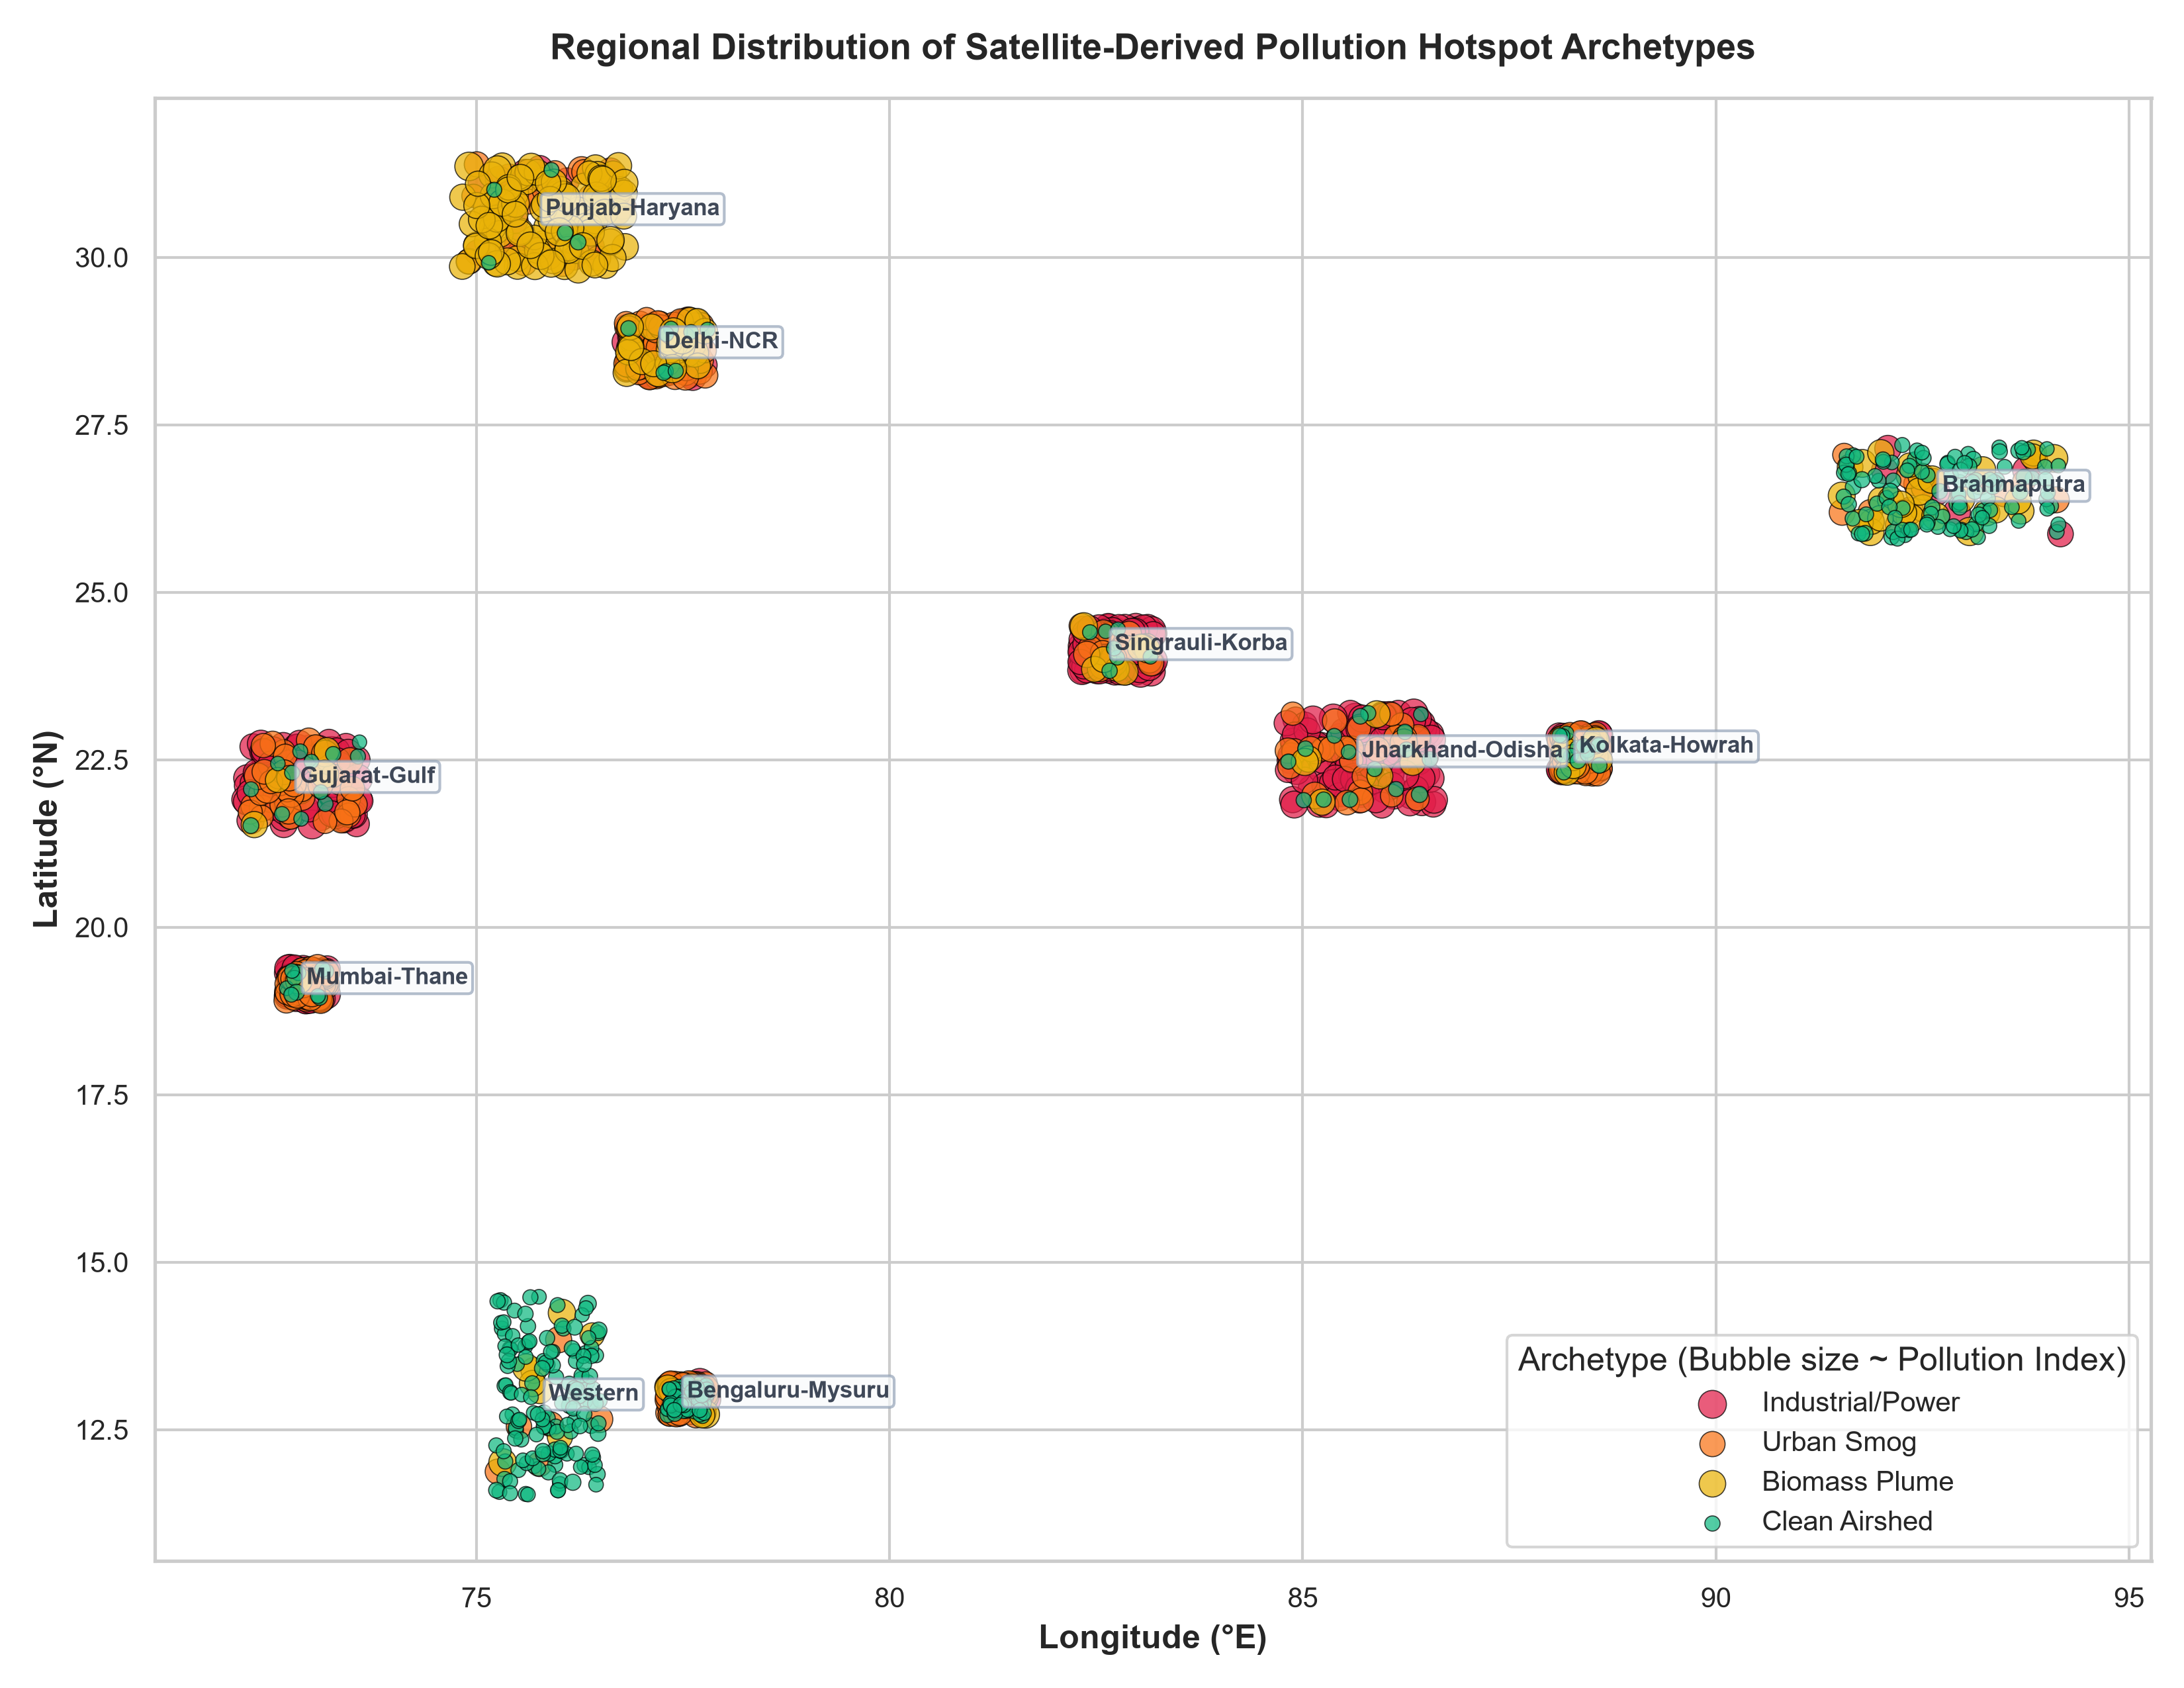 Regional Distribution of Satellite-Derived Pollution Hotspot Archetypes
Latitude (°N)
30.0
27.5
25.0
22.5
20.0
17.5
15.0
12.5
Punjab-Haryana
Delhi-NCR
Brahmaputra
Singrauli-Korba
Jharkhand-Odisha
Kolkata-Howrah
Gujarat-Gulf
Mumbai-Thane
Western
Bengaluru-Mysuru
Archetype (Bubble size ~ Pollution Index)
Industrial/Power
Urban Smog
Biomass Plume
Clean Airshed
75
80
85
90
95
Longitude (°E)